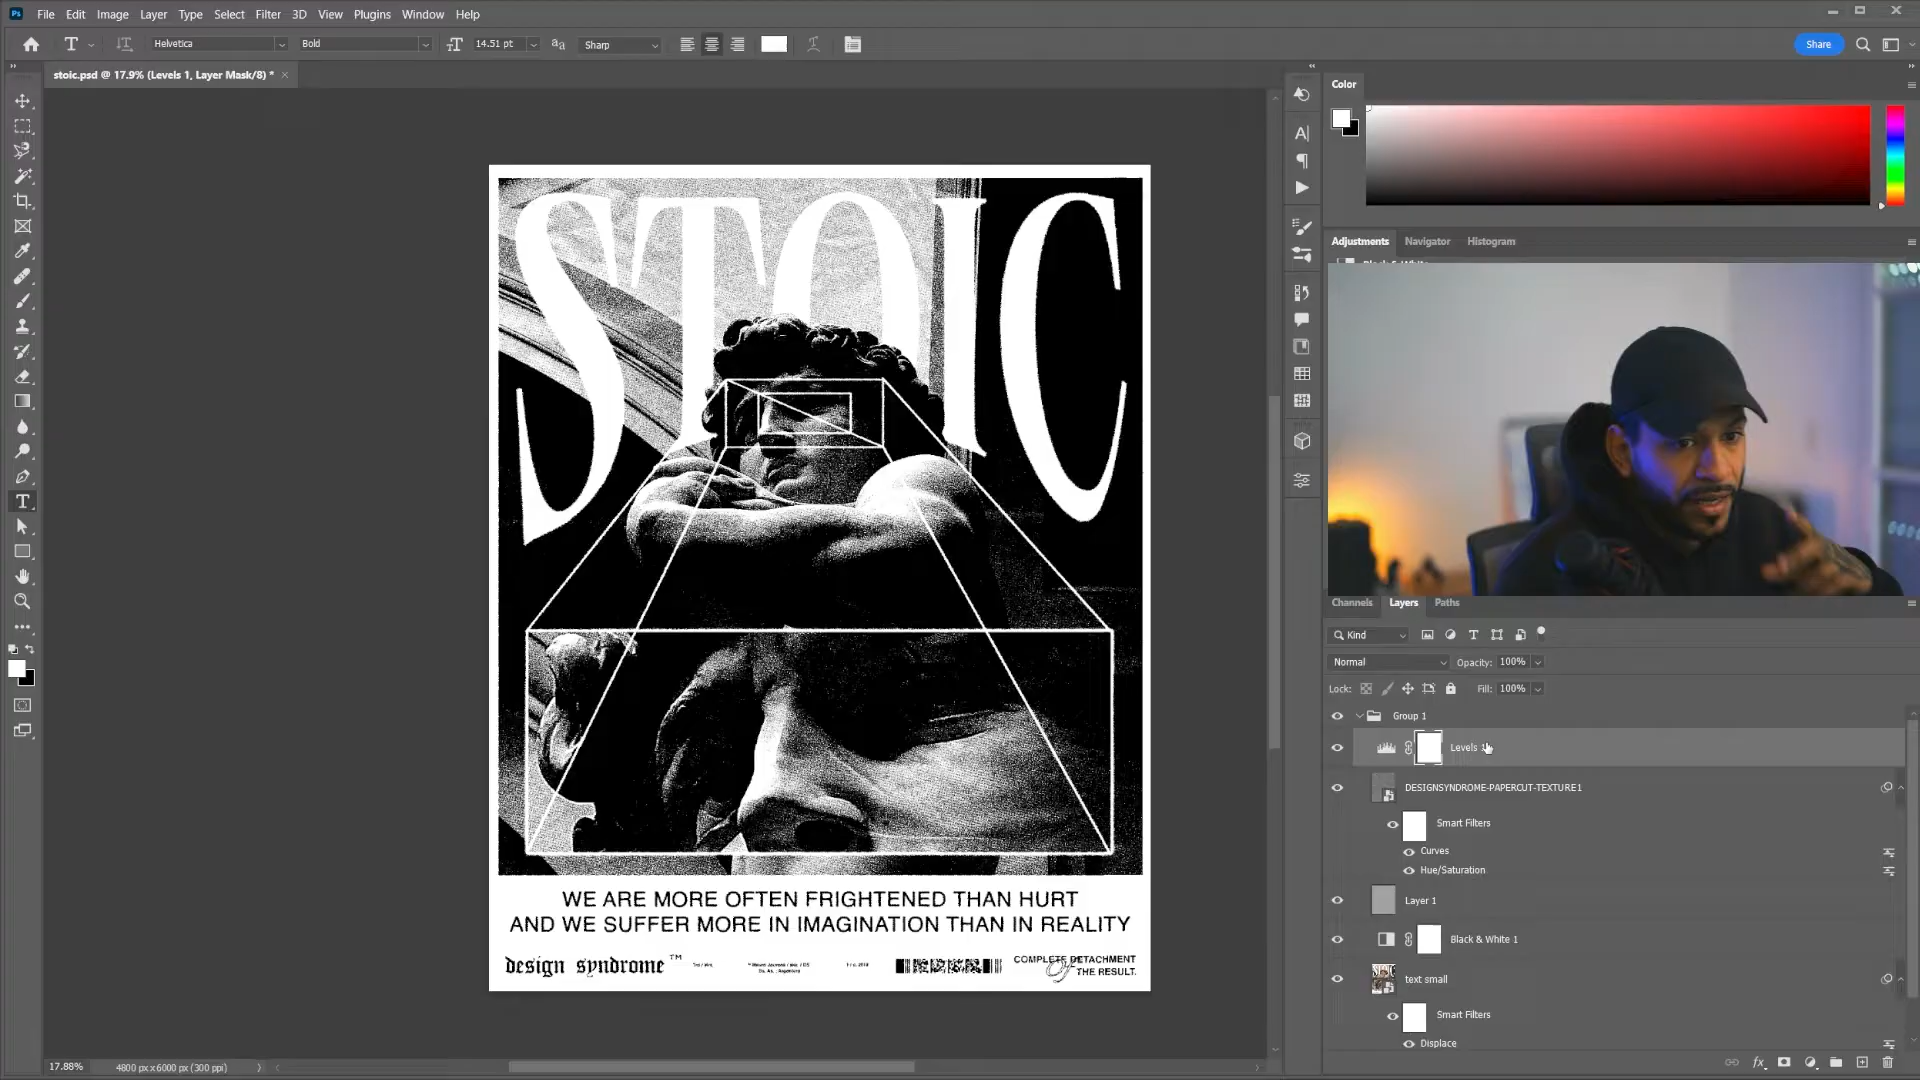 Ps File Edit Image Layer Type Select Filter 3D View Plugins Window Help
T Helvetica Bold 14.51 pt Sharp Share
stoic.psd @ 17.9% (Levels 1, Layer Mask/8) *
Color
Adjustments Navigator Histogram
STOIC
WE ARE MORE OFTEN FRIGHTENED THAN HURT
AND WE SUFFER MORE IN IMAGINATION THAN IN REALITY
design syndrome™
COMPLETE DETACHMENT
Of THE RESULT.
17.88% 4800 px x 6000 px (300 ppi)
Channels Layers Paths
Kind
Normal Opacity: 100%
Lock: Fill: 100%
Group 1
Levels
DESIGNSYNDROME-PAPERCUT-TEXTURE1
Smart Filters
Curves
Hue/Saturation
Layer 1
Black & White 1
text small
Smart Filters
Displace
fx